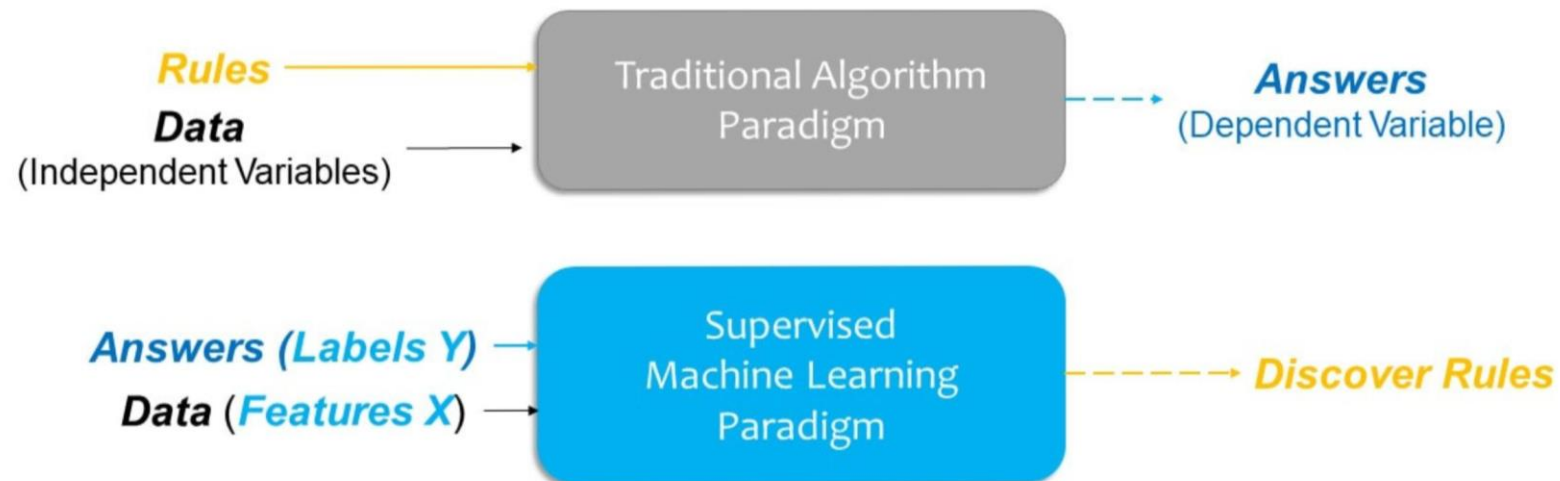 Rules
Data
(Independent Variables)
Traditional Algorithm
Paradigm
Answers
(Dependent Variable)
Answers (Labels Y)
Data (Features X)
Supervised
Machine Learning
Paradigm
Discover Rules